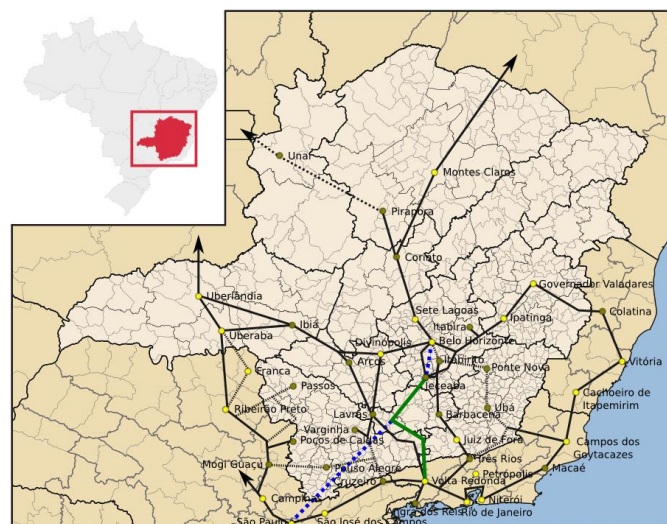 Unaí
Montes Claros
Pirapora
Corinto
Uberlândia
Governador Valadares
Sete Lagoas
Ipatinga
Colatina
Itabira
Ibiá
Uberaba
Divinópolis
Belo Horizonte
Vitória
Arcos
Itabirito
Ponte Nova
Franca
Jeceaba
Passos
Cachoeiro de
Itapemirim
Ribeirão Preto
Lavras
Barbacena
Ubá
Varginha
Poços de Caldas
Juiz de Fora
Campos dos
Goytacazes
Três Rios
Mogi Guaçu
Pouso Alegre
Macaé
Cruzeiro
Volta Redonda
Petrópolis
Campinas
Niterói
Angra dos Reis
Rio de Janeiro
São José dos Campos
São Paulo